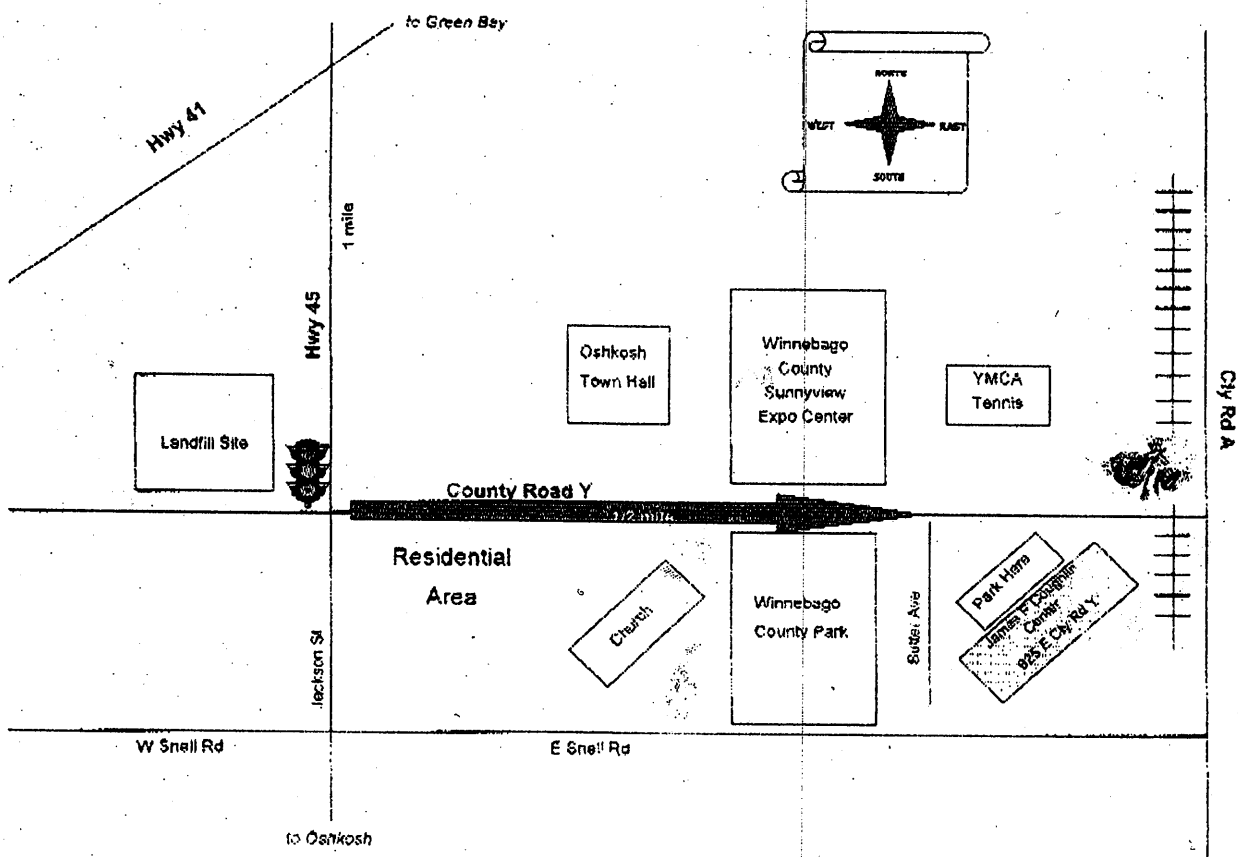 to Green Bay
Hwy 41
1 mile
Hwy 45
NORTH
WEST
EAST
SOUTH
Oshkosh
Town Hall
Winnebago
County
Sunnyview
Expo Center
YMCA
Tennis
Cty Rd A
Landfill Site
County Road Y
1/2 mile
Residential
Area
Church
Winnebago
County Park
Sutter Ave
Park Here
James P Coughlin
Center
625 E Cty Rd Y
Jackson St
W Snell Rd
E Snell Rd
to Oshkosh